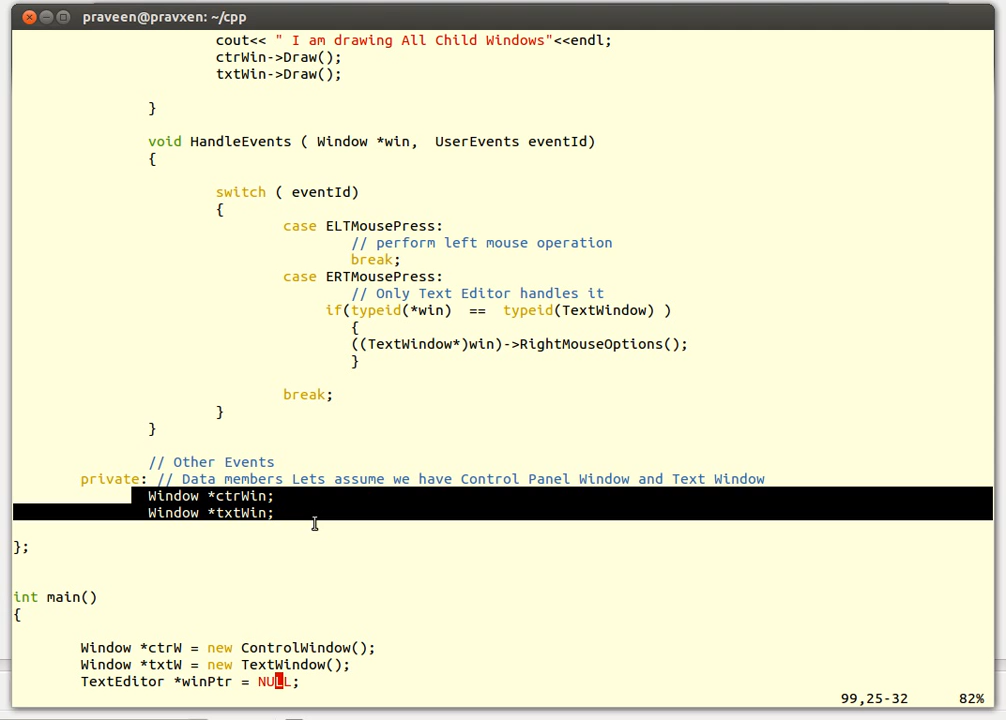 praveen@pravxen: ~/cpp
cout<< " I am drawing All Child Windows"<<endl;
ctrWin->Draw();
txtWin->Draw();
}
void HandleEvents ( Window *win,  UserEvents eventId)
{
switch ( eventId)
{
case ELTMousePress:
// perform left mouse operation
break;
case ERTMousePress:
// Only Text Editor handles it
if(typeid(*win)  ==  typeid(TextWindow) )
{
((TextWindow*)win)->RightMouseOptions();
}
break;
}
}
// Other Events
private: // Data members Lets assume we have Control Panel Window and Text Window
Window *ctrWin;
Window *txtWin;
};
int main()
{
Window *ctrW = new ControlWindow();
Window *txtW = new TextWindow();
TextEditor *winPtr = NULL;
99,25-32 82%